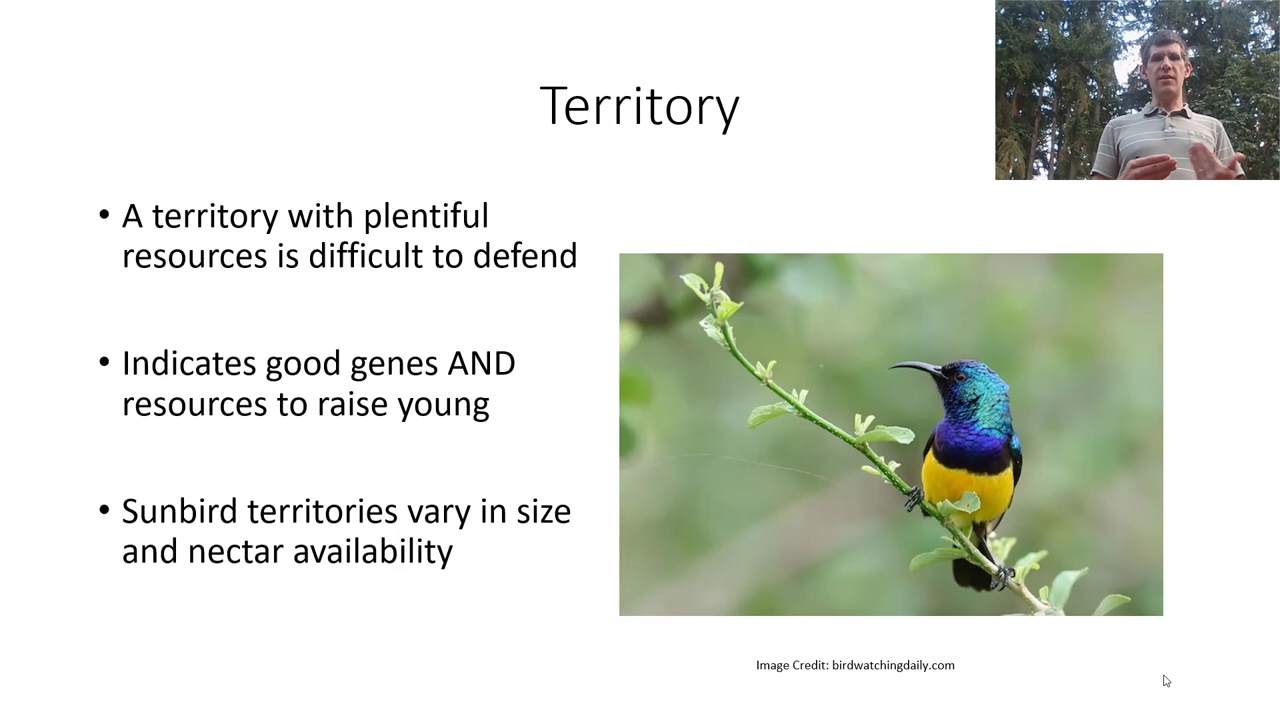 Territory
• A territory with plentiful
resources is difficult to defend
• Indicates good genes AND
resources to raise young
• Sunbird territories vary in size
and nectar availability
Image Credit: birdwatchingdaily.com